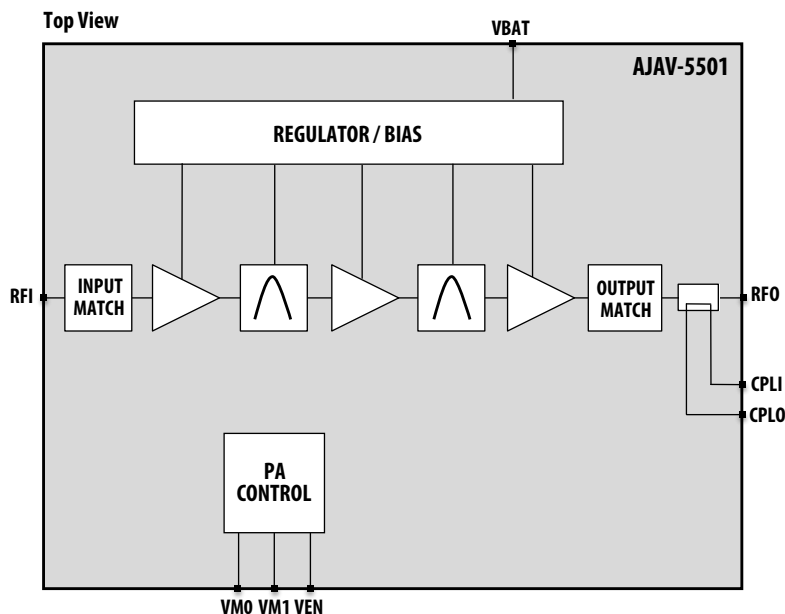 Top View
VBAT
AJAV-5501
REGULATOR / BIAS
RFI
INPUT
MATCH
OUTPUT
MATCH
RFO
CPLI
CPLO
PA
CONTROL
VM0 VM1 VEN